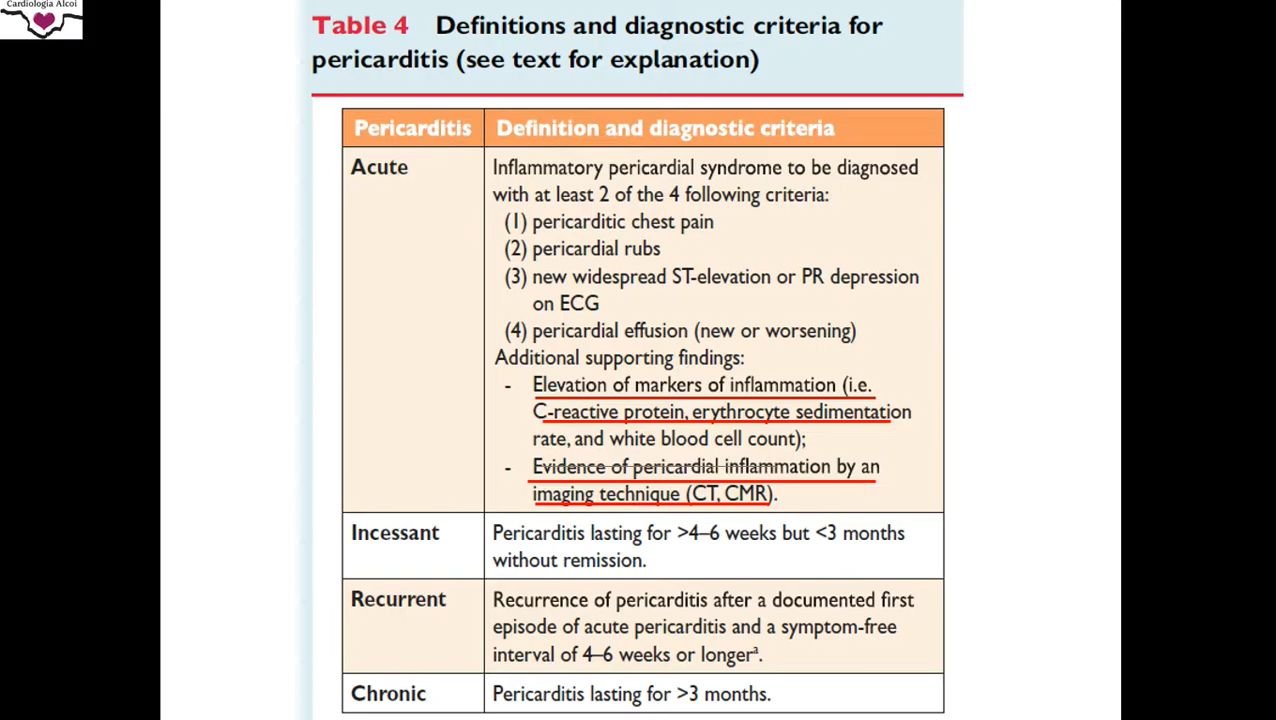 Cardiología Alcoi
Table 4 Definitions and diagnostic criteria for
pericarditis (see text for explanation)
Pericarditis Definition and diagnostic criteria
Acute Inflammatory pericardial syndrome to be diagnosed
with at least 2 of the 4 following criteria:
(1) pericarditic chest pain
(2) pericardial rubs
(3) new widespread ST-elevation or PR depression
on ECG
(4) pericardial effusion (new or worsening)
Additional supporting findings:
- Elevation of markers of inflammation (i.e.
C-reactive protein, erythrocyte sedimentation
rate, and white blood cell count);
- Evidence of pericardial inflammation by an
imaging technique (CT, CMR).
Incessant Pericarditis lasting for >4–6 weeks but <3 months
without remission.
Recurrent Recurrence of pericarditis after a documented first
episode of acute pericarditis and a symptom-free
interval of 4–6 weeks or longerᵃ.
Chronic Pericarditis lasting for >3 months.